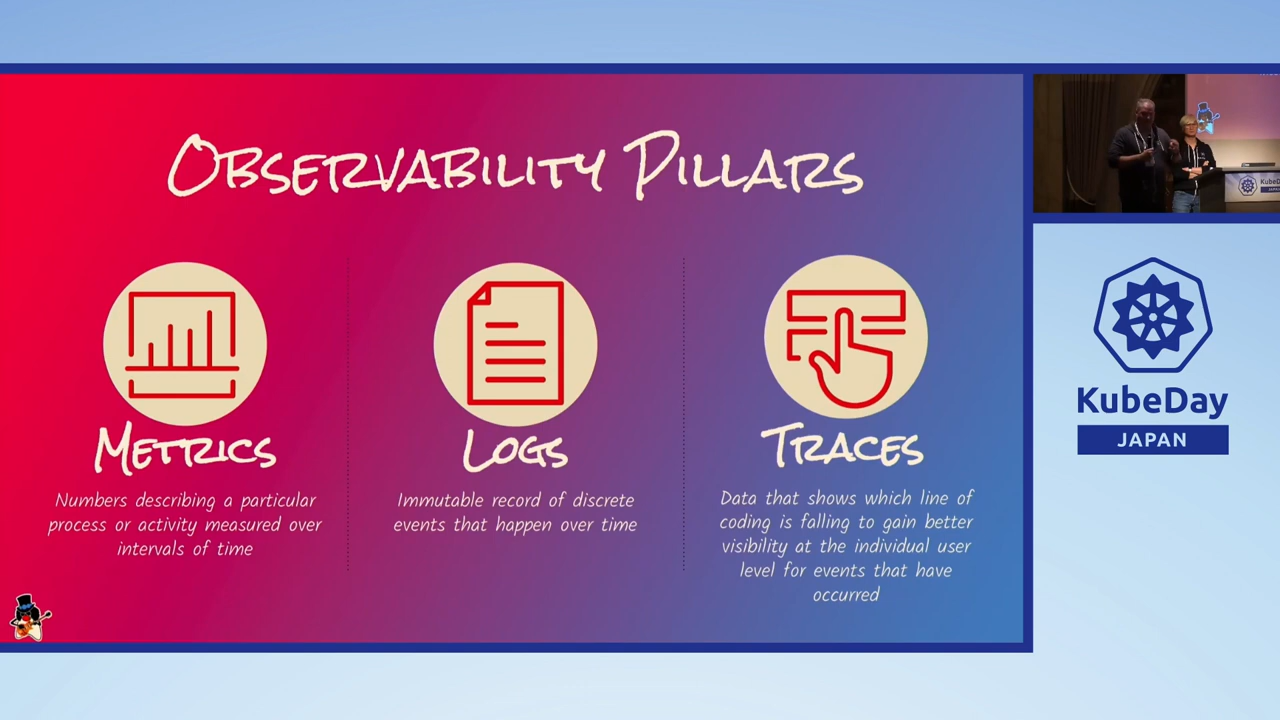 OBSERVABILITY PILLARS
METRICS
Numbers describing a particular
process or activity measured over
intervals of time
LOGS
Immutable record of discrete
events that happen over time
TRACES
Data that shows which line of
coding is falling to gain better
visibility at the individual user
level for events that have
occurred
KubeDay
JAPAN